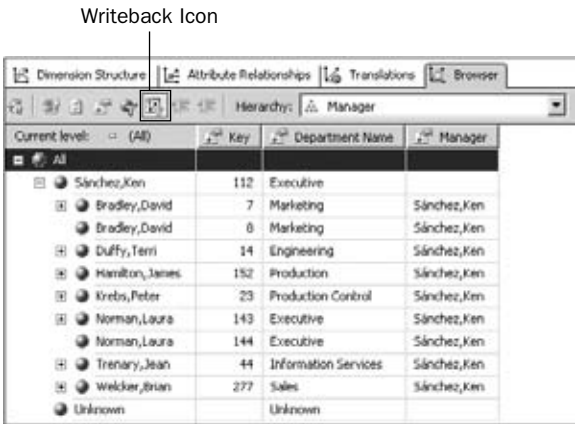 Writeback Icon
Dimension Structure Attribute Relationships Translations Browser
Hierarchy: Manager
Current level: (All) Key Department Name Manager
All
Sánchez,Ken 112 Executive
Bradley,David 7 Marketing Sánchez,Ken
Bradley,David 8 Marketing Sánchez,Ken
Duffy,Terri 14 Engineering Sánchez,Ken
Hamilton,James 152 Production Sánchez,Ken
Krebs,Peter 23 Production Control Sánchez,Ken
Norman,Laura 143 Executive Sánchez,Ken
Norman,Laura 144 Executive Sánchez,Ken
Trenary,Jean 44 Information Services Sánchez,Ken
Welcker,Brian 277 Sales Sánchez,Ken
Unknown Unknown